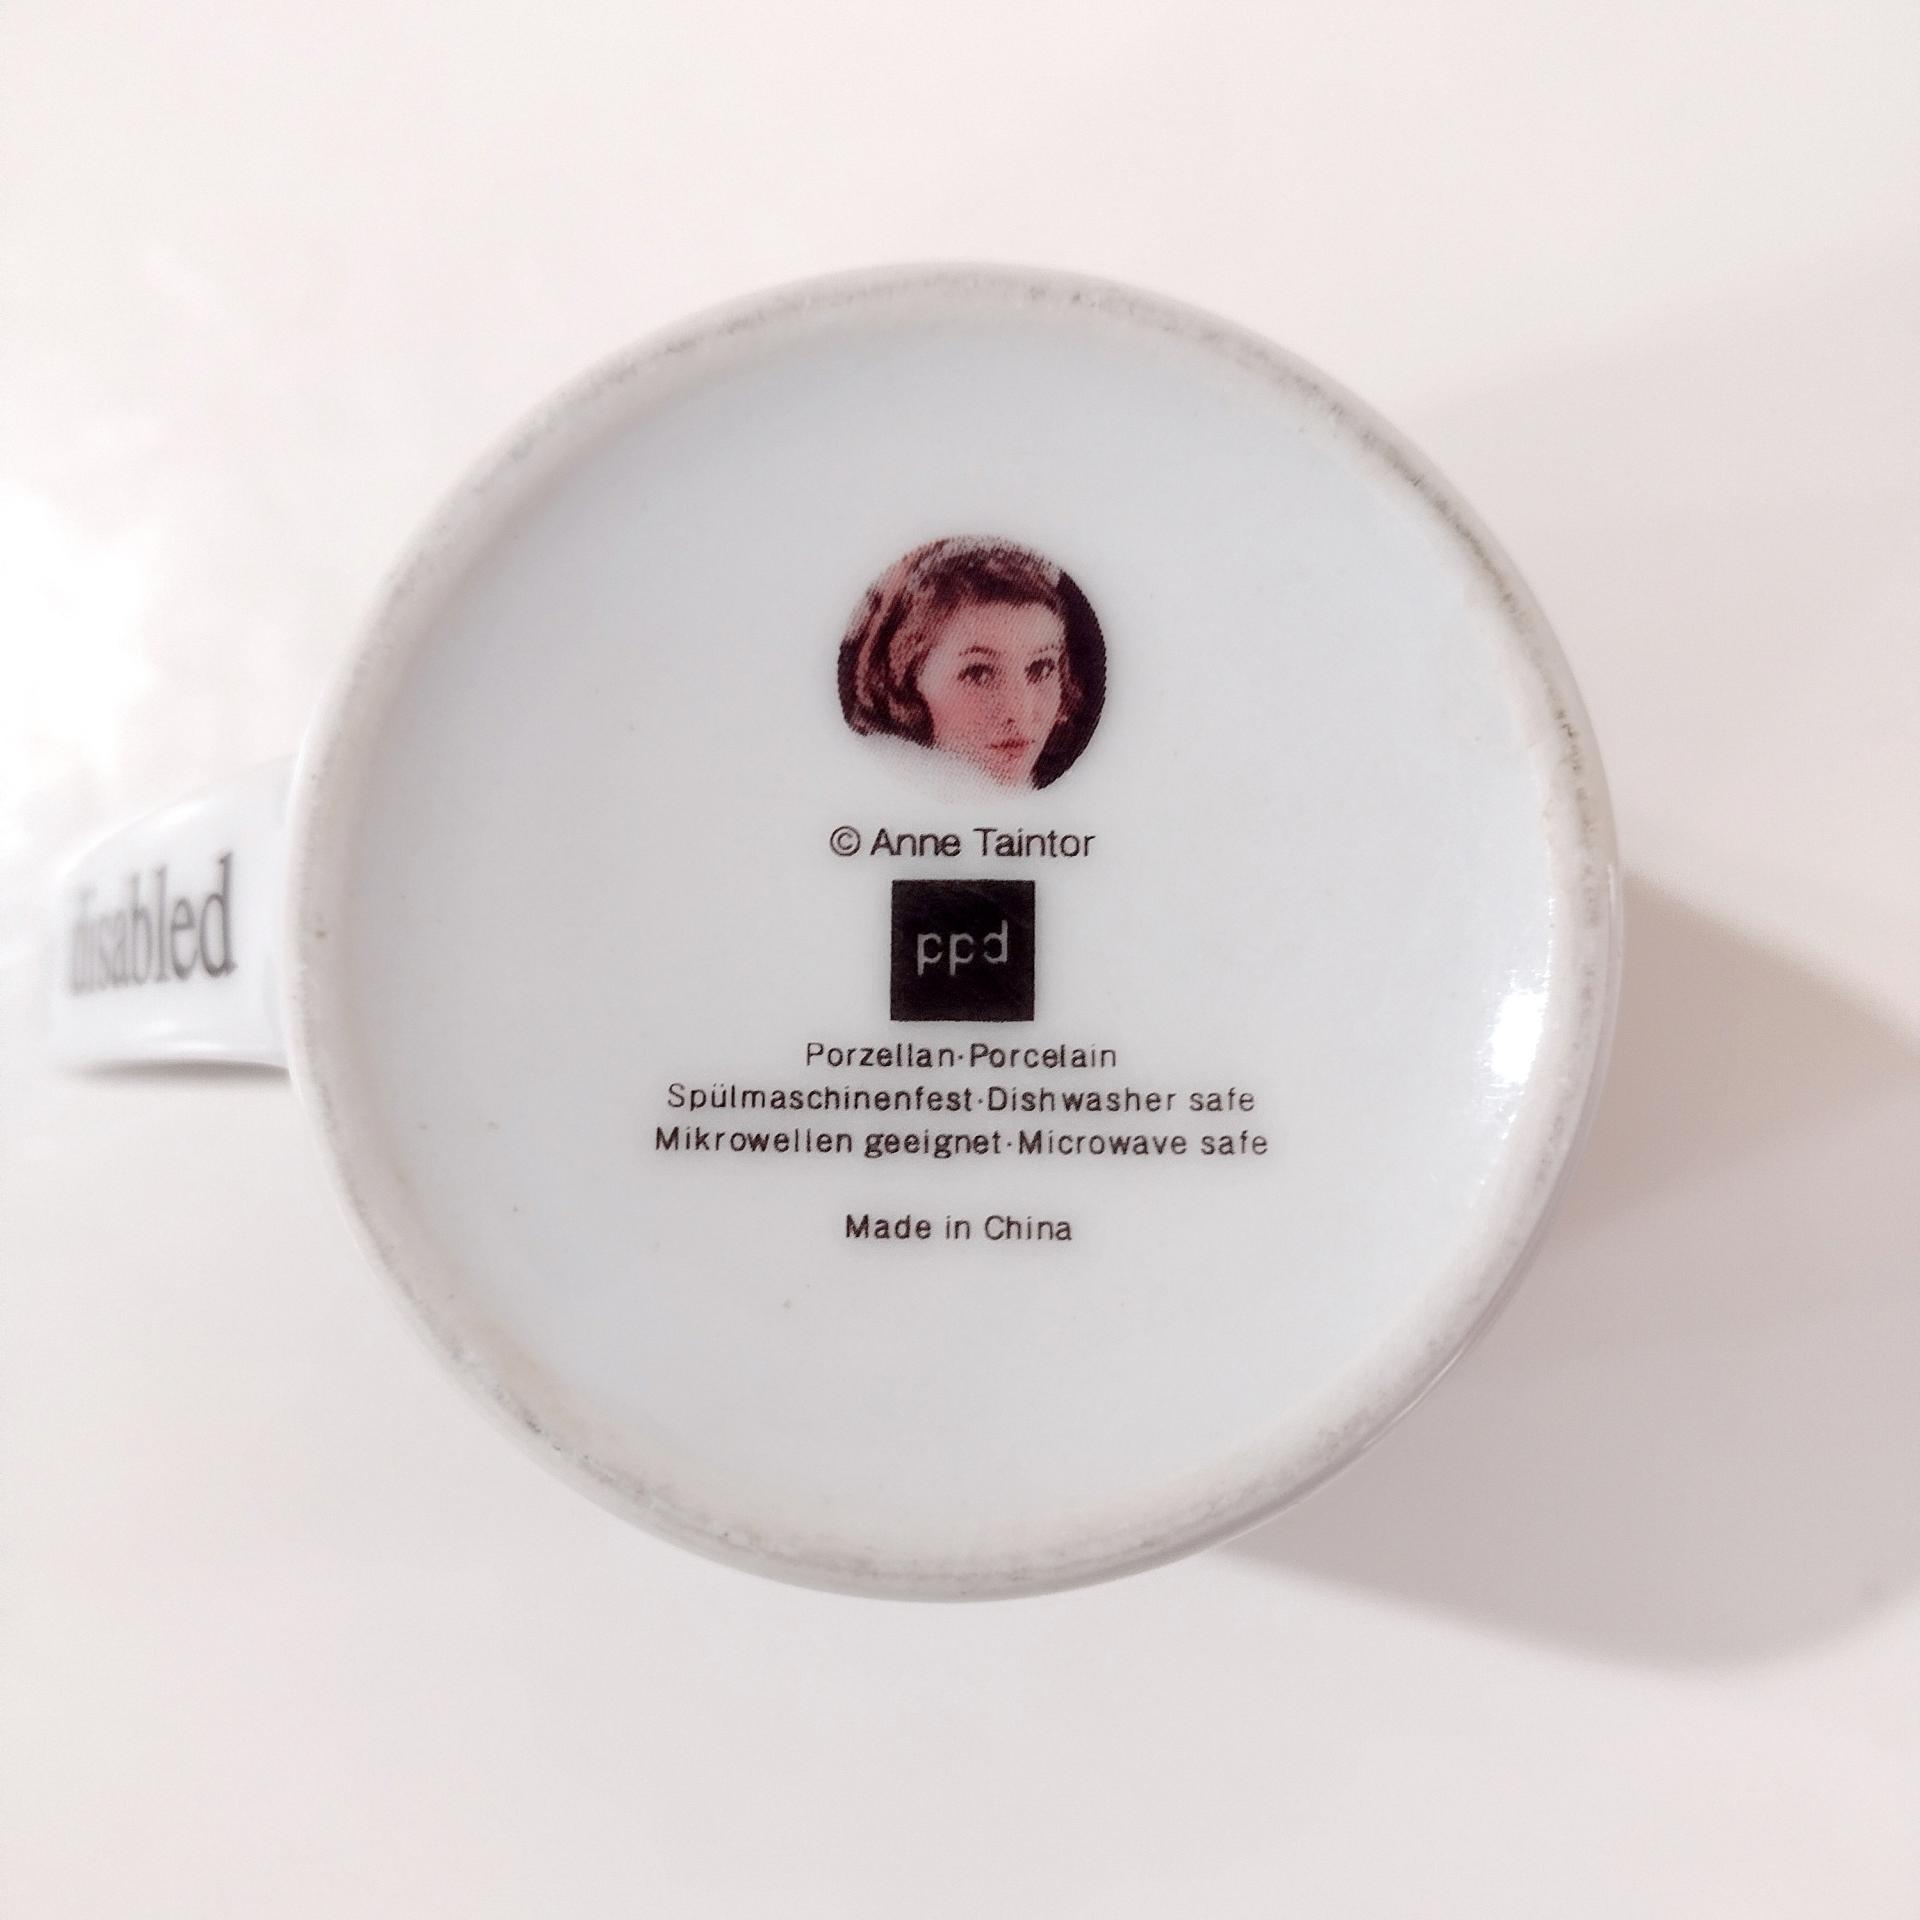 © Anne Taintor
ppd
Porzellan·Porcelain
Spülmaschinenfest·Dishwasher safe
Mikrowellen geeignet·Microwave safe
Made in China
disabled